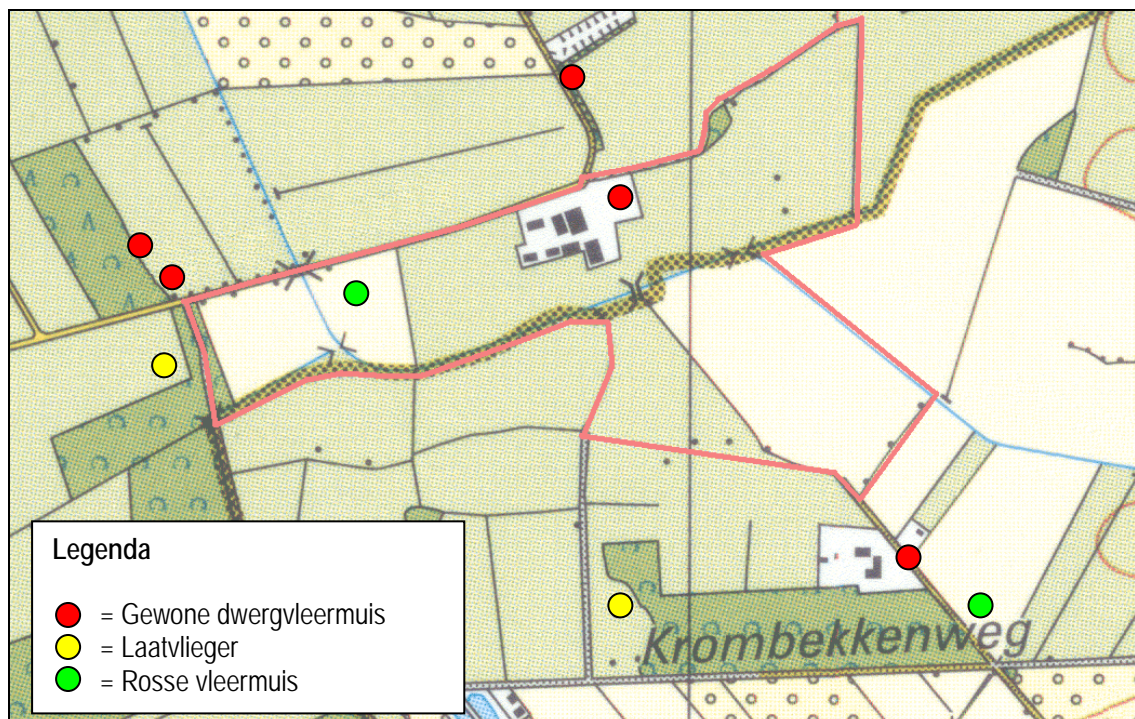 Krombekkenweg
Legenda
= Gewone dwergvleermuis
= Laatvlieger
= Rosse vleermuis